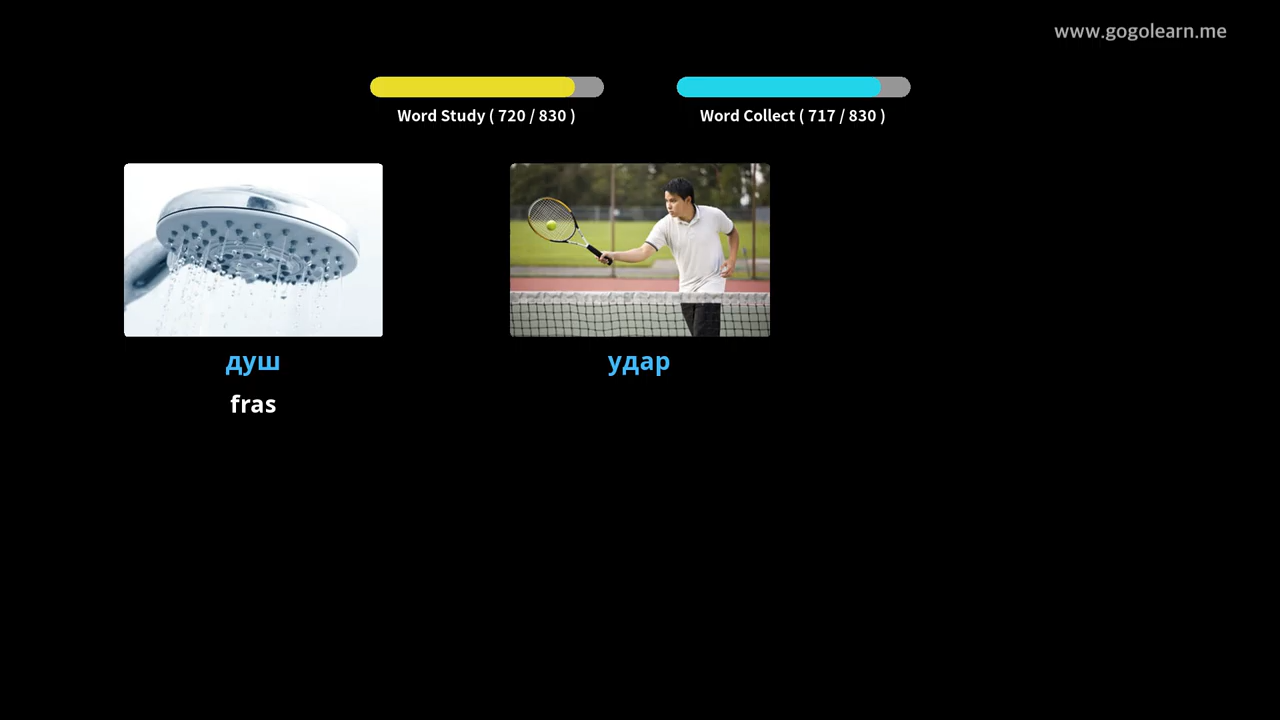 www.gogolearn.me
Word Study ( 720 / 830 )
Word Collect ( 717 / 830 )
душ
удар
fras